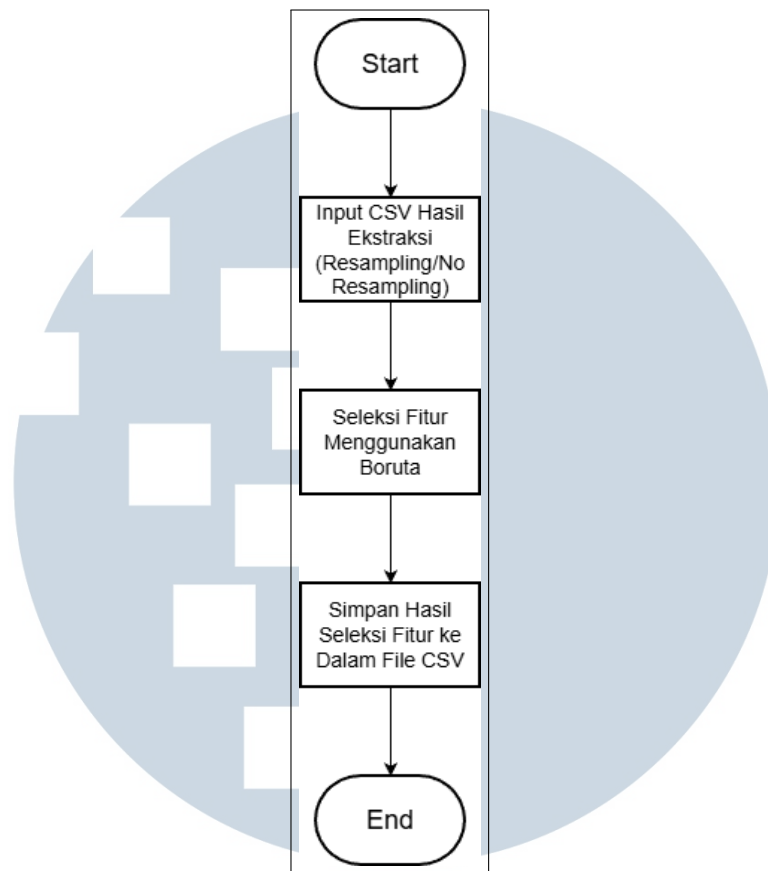 Start
Input CSV Hasil
Ekstraksi
(Resampling/No
Resampling)
Seleksi Fitur
Menggunakan
Boruta
Simpan Hasil
Seleksi Fitur ke
Dalam File CSV
End